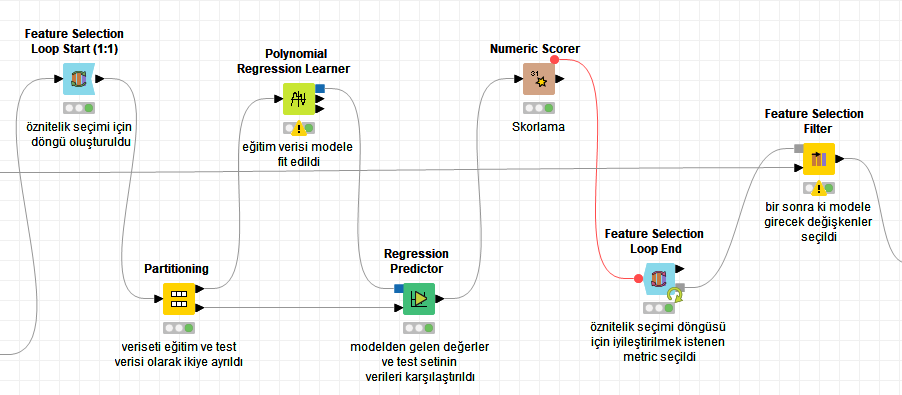 Feature Selection
Loop Start (1:1)
öznitelik seçimi için
döngü oluşturuldu
Polynomial
Regression Learner
eğitim verisi modele
fit edildi
Numeric Scorer
31
Skorlama
Feature Selection
Filter
bir sonra ki modele
girecek değişkenler
seçildi
Partitioning
veriseti eğitim ve test
verisi olarak ikiye ayrıldı
Regression
Predictor
modelden gelen değerler
ve test setinin
verileri karşılaştırıldı
Feature Selection
Loop End
öznitelik seçimi döngüsü
için iyileştirilmek istenen
metric seçildi